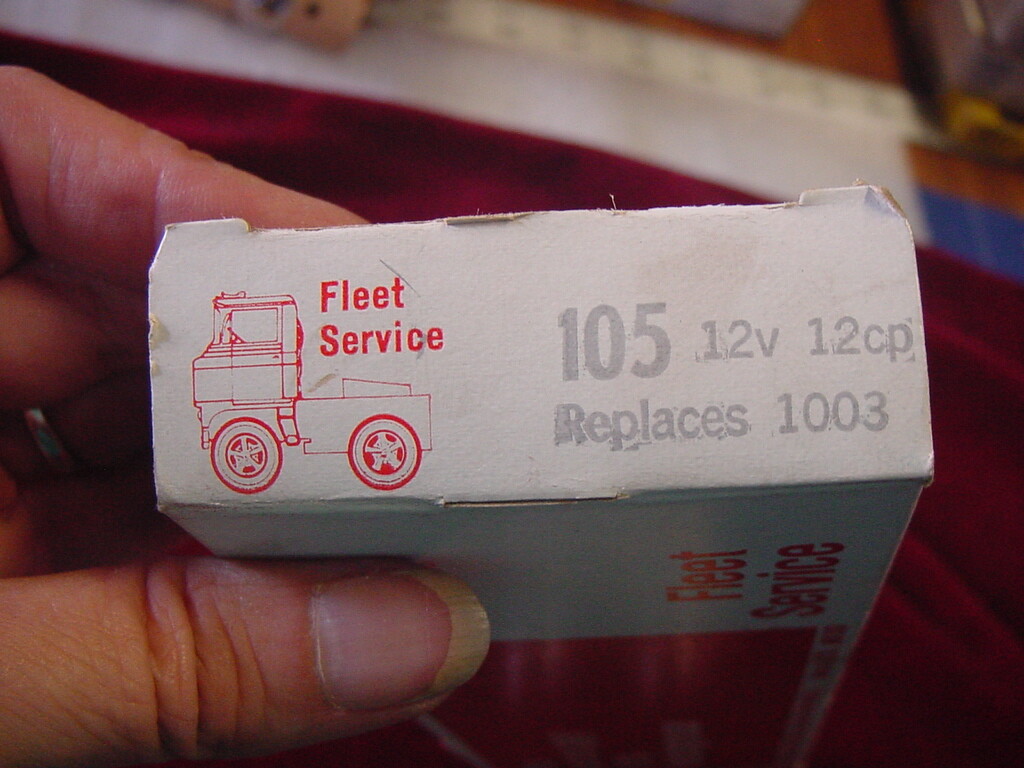 Fleet
Service
105 12v 12cp
Replaces 1003
Fleet
Service